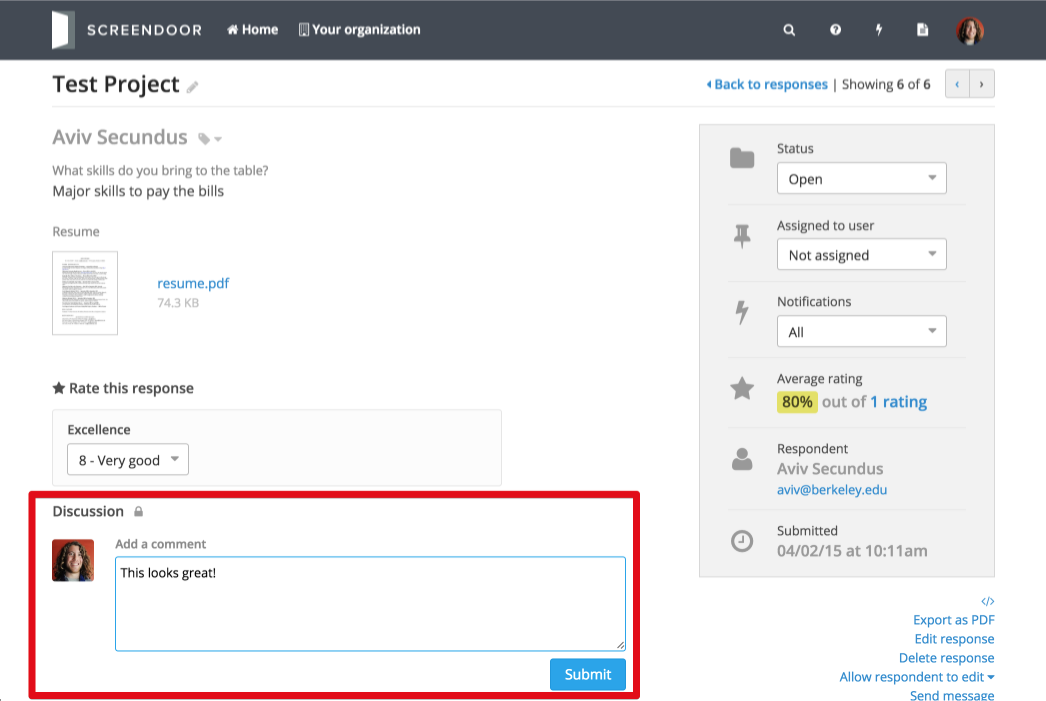 SCREENDOOR Home Your organization
Test Project
Back to responses | Showing 6 of 6
Aviv Secundus
What skills do you bring to the table?
Major skills to pay the bills
Resume
resume.pdf
74.3 KB
Rate this response
Excellence
8 - Very good
Discussion
Add a comment
This looks great!
Submit
Status
Open
Assigned to user
Not assigned
Notifications
All
Average rating
80% out of 1 rating
Respondent
Aviv Secundus
aviv@berkeley.edu
Submitted
04/02/15 at 10:11am
</>
Export as PDF
Edit response
Delete response
Allow respondent to edit
Send message